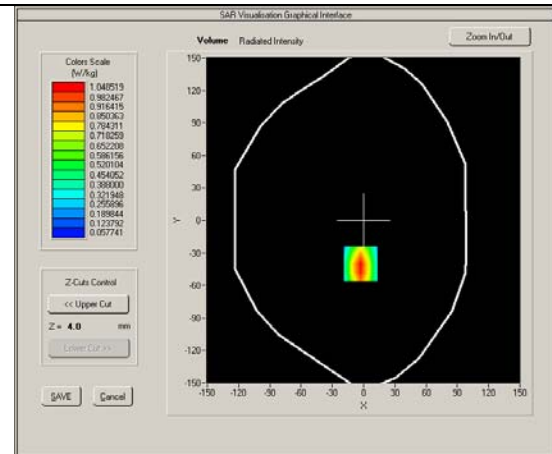 SAR Visualisation Graphical Interface
Volume Radiated Intensity
Zoom In/Out
Colors Scale
(W/kg)
1.048519
0.982467
0.916415
0.850363
0.784311
0.718259
0.652208
0.586156
0.520104
0.454052
0.388000
0.321948
0.255896
0.189844
0.123792
0.057741
Z-Cuts Control
<< Upper Cut
Z = 4.0 mm
Lower Cut >>
SAVE
Cancel
150
120
90
60
30
0
-30
-60
-90
-120
-150
Y
-150 -120 -90 -60 -30 0 30 60 90 120 150
X